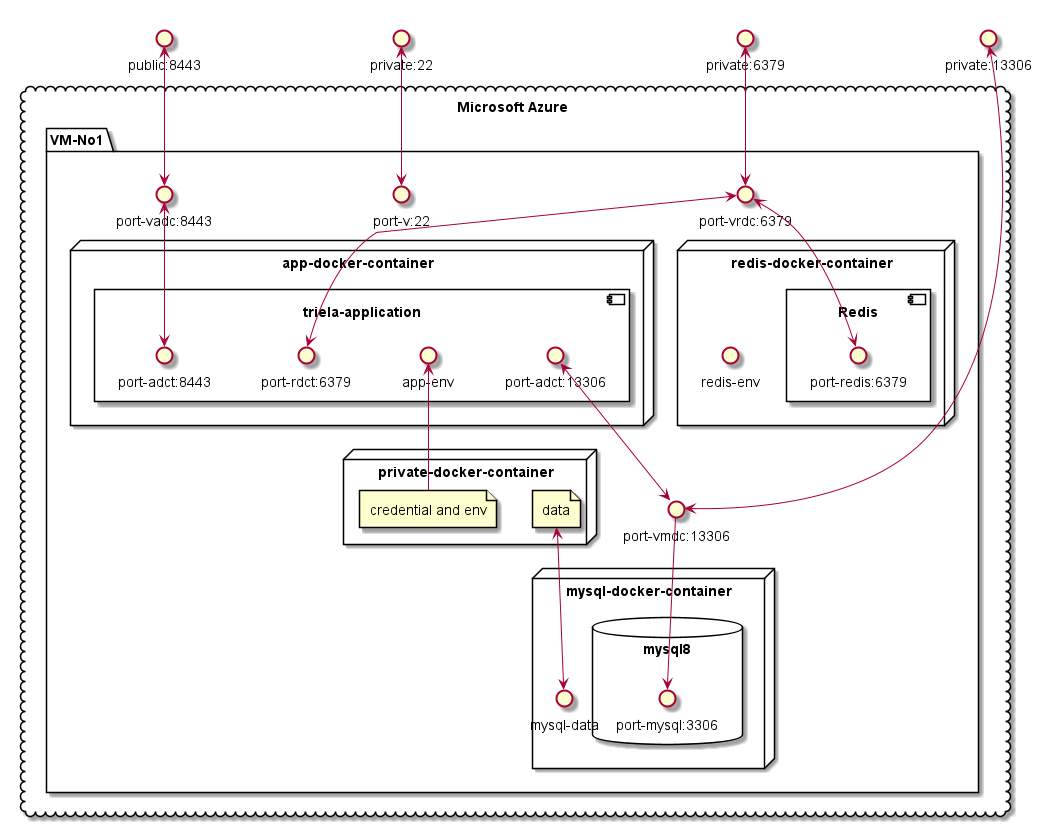 public:8443
private:22
private:6379
private:13306
Microsoft Azure
VM-No1
port-vadc:8443
port-v:22
port-vrdc:6379
app-docker-container
redis-docker-container
triela-application
Redis
port-adct:8443
port-rdct:6379
app-env
port-adct:13306
redis-env
port-redis:6379
private-docker-container
credential and env
data
port-vmdc:13306
mysql-docker-container
mysql8
mysql-data
port-mysql:3306